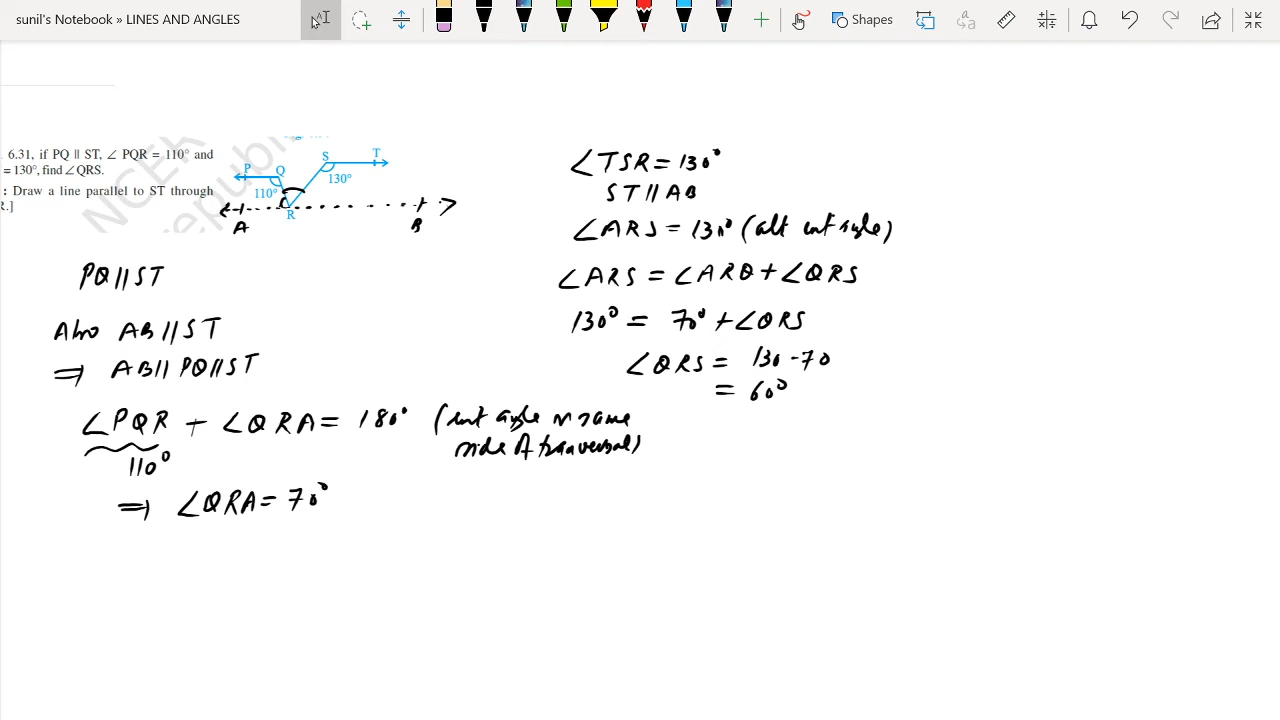 sunil's Notebook » LINES AND ANGLES
Shapes
NCER
republi
6.31, if PQ || ST, ∠ PQR = 110° and
= 130°, find ∠ QRS.
: Draw a line parallel to ST through
R.]
P Q S T
110° 130°
R
A B
PQ||ST
Also AB||ST
⇒ AB||PQ||ST
∠PQR + ∠QRA = 180° (int angle on same
side of transversal)
110°
⇒ ∠QRA = 70°
∠TSR = 130°
ST||AB
∠ARS = 130° (alt int angle)
∠ARS = ∠ARQ + ∠QRS
130° = 70° + ∠QRS
∠QRS = 130 - 70
= 60°